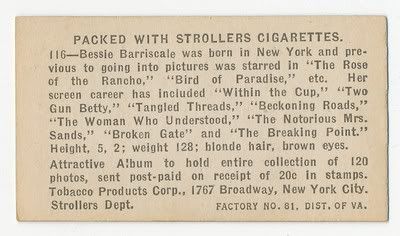 PACKED WITH STROLLERS CIGARETTES.
116—Bessie Barriscale was born in New York and pre-
vious to going into pictures was starred in "The Rose
of the Rancho," "Bird of Paradise," etc. Her
screen career has included "Within the Cup," "Two
Gun Betty," "Tangled Threads," "Beckoning Roads,"
"The Woman Who Understood," "The Notorious Mrs.
Sands," "Broken Gate" and "The Breaking Point."
Height, 5, 2; weight 128; blonde hair, brown eyes.
Attractive Album to hold entire collection of 120
photos, sent post-paid on receipt of 20c in stamps.
Tobacco Products Corp., 1767 Broadway, New York City.
Strollers Dept. FACTORY NO. 81, DIST. OF VA.